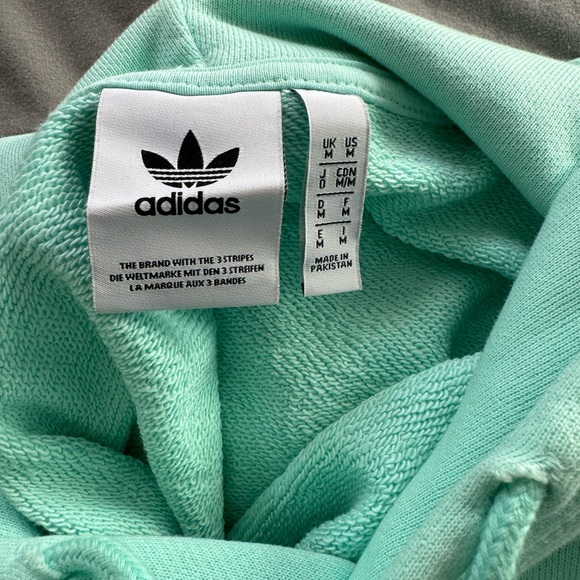 adidas
THE BRAND WITH THE 3 STRIPES
DIE WELTMARKE MIT DEN 3 STREIFEN
LA MARQUE AUX 3 BANDES
UK US
M M
J CDN
O M/M
D F
M M
E I
M M
MADE IN
PAKISTAN